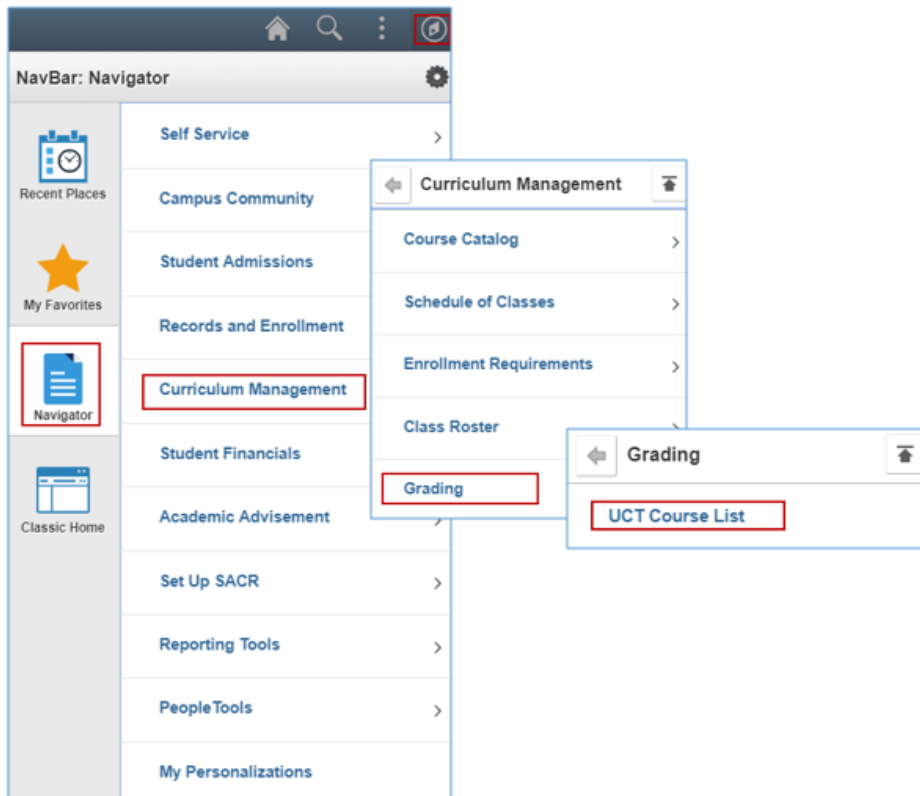 NavBar: Navigator
Recent Places
My Favorites
Navigator
Classic Home
Self Service
Campus Community
Student Admissions
Records and Enrollment
Curriculum Management
Student Financials
Academic Advisement
Set Up SACR
Reporting Tools
PeopleTools
My Personalizations
Curriculum Management
Course Catalog
Schedule of Classes
Enrollment Requirements
Class Roster
Grading
Grading
UCT Course List